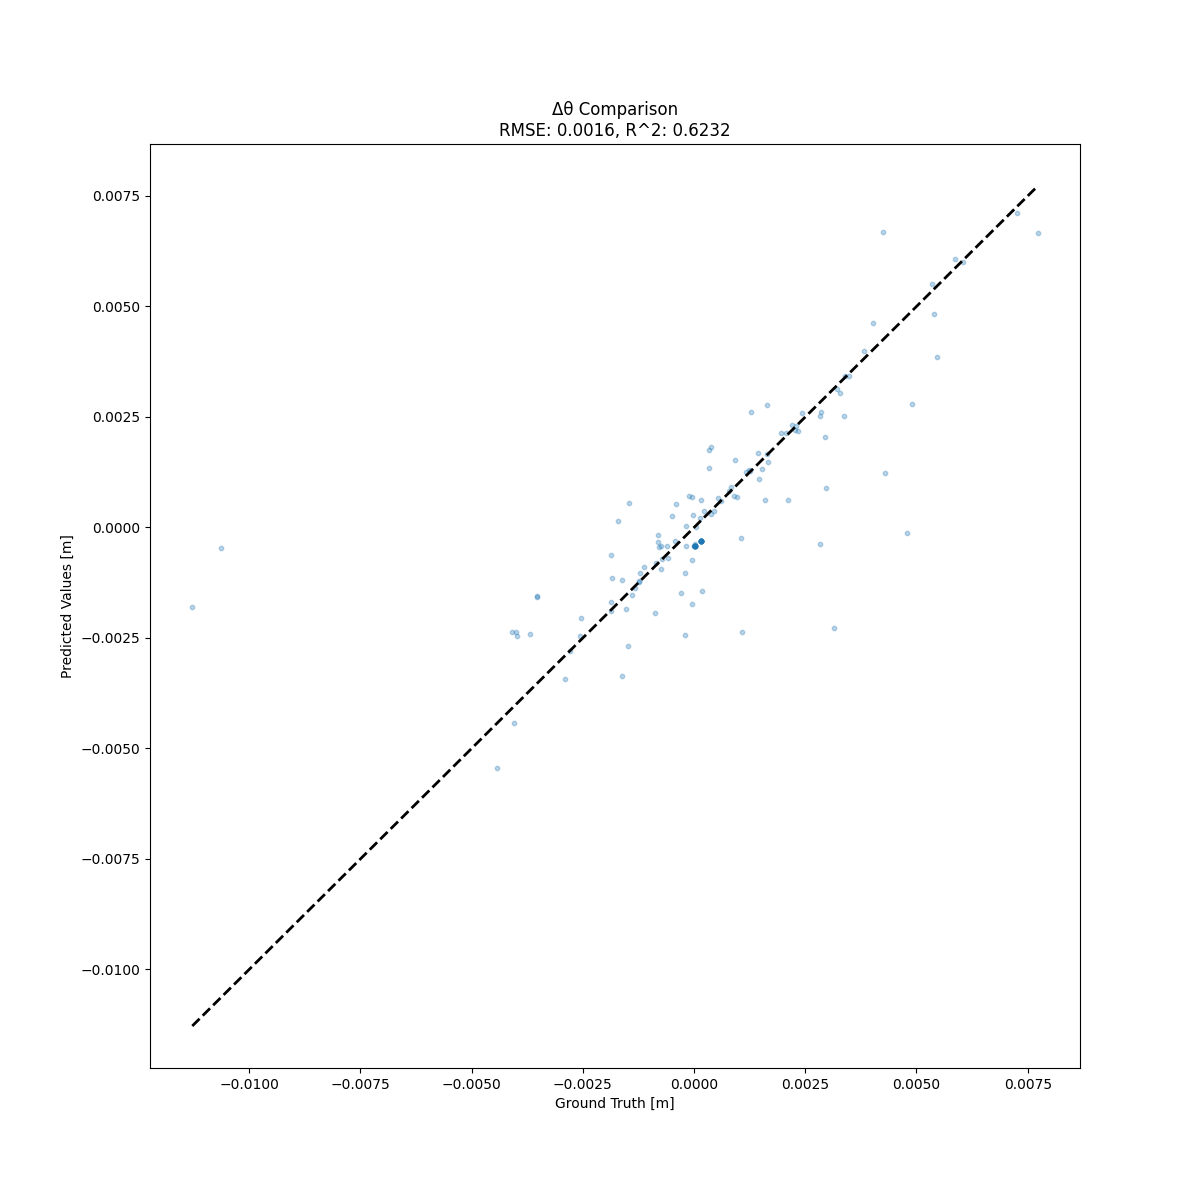 Δθ Comparison
RMSE: 0.0016, R^2: 0.6232
0.0075
0.0050
0.0025
0.0000
−0.0025
−0.0050
−0.0075
−0.0100
Predicted Values [m]
−0.0100 −0.0075 −0.0050 −0.0025 0.0000 0.0025 0.0050 0.0075
Ground Truth [m]